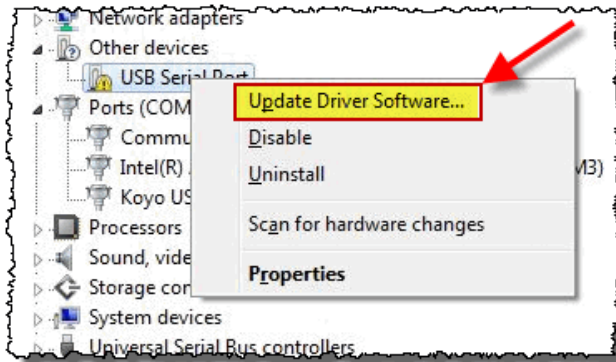 Network adapters
Other devices
USB Serial Port
Update Driver Software...
Ports (COM
Commu
Disable
Intel(R)
M3)
Uninstall
Koyo US
Processors
Scan for hardware changes
Sound, vide
Storage con
Properties
System devices
Universal Serial Bus controllers